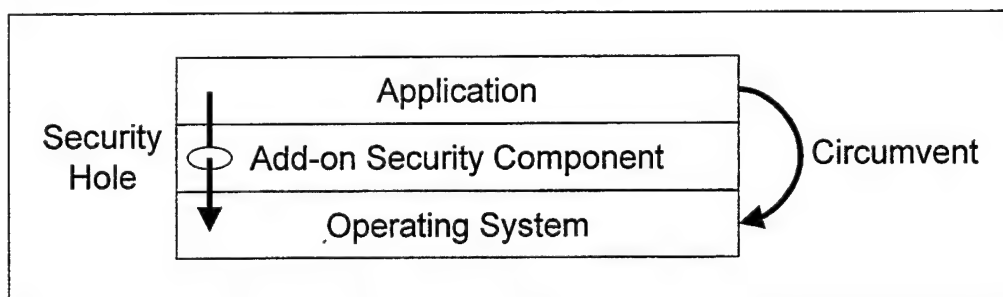 Application
Security
Hole
Add-on Security Component
Circumvent
Operating System